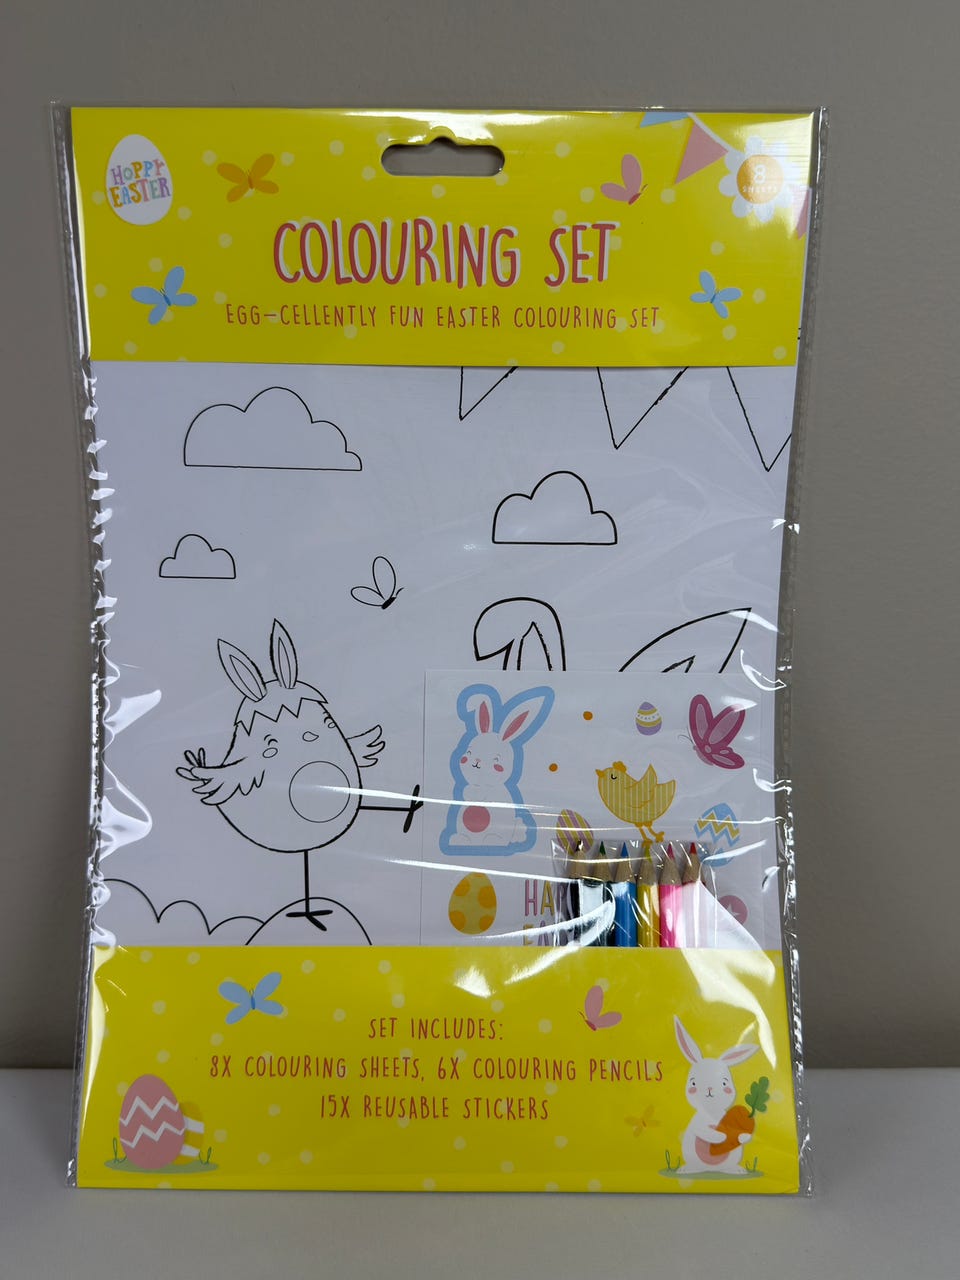 HOPPY
EASTER
8
SHEETS
COLOURING SET
EGG-CELLENTLY FUN EASTER COLOURING SET
SET INCLUDES:
8X COLOURING SHEETS, 6X COLOURING PENCILS
15X REUSABLE STICKERS